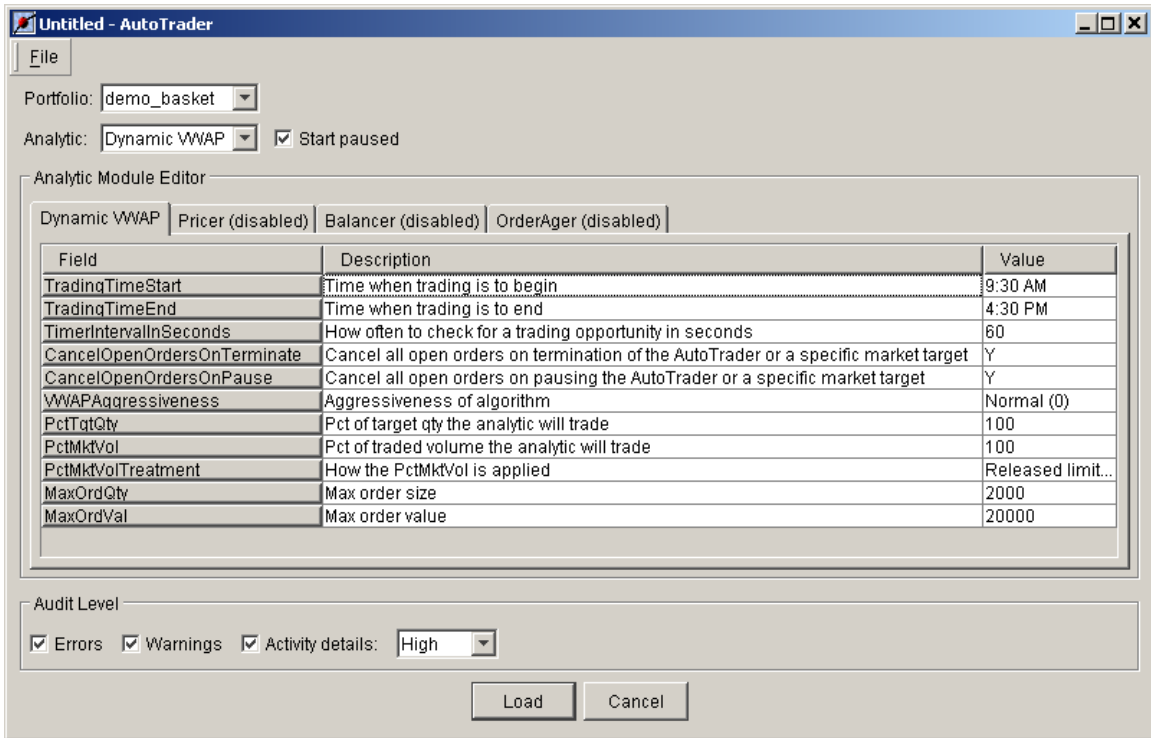 Untitled - AutoTrader
File
Portfolio: demo_basket
Analytic: Dynamic VWAP Start paused
Analytic Module Editor
Dynamic VWAP Pricer (disabled) Balancer (disabled) OrderAger (disabled)
Field Description Value
TradingTimeStart Time when trading is to begin 9:30 AM
TradingTimeEnd Time when trading is to end 4:30 PM
TimerIntervalInSeconds How often to check for a trading opportunity in seconds 60
CancelOpenOrdersOnTerminate Cancel all open orders on termination of the AutoTrader or a specific market target Y
CancelOpenOrdersOnPause Cancel all open orders on pausing the AutoTrader or a specific market target Y
VWAPAggressiveness Aggressiveness of algorithm Normal (0)
PctTgtQty Pct of target qty the analytic will trade 100
PctMktVol Pct of traded volume the analytic will trade 100
PctMktVolTreatment How the PctMktVol is applied Released limit...
MaxOrdQty Max order size 2000
MaxOrdVal Max order value 20000
Audit Level
Errors Warnings Activity details: High
Load Cancel